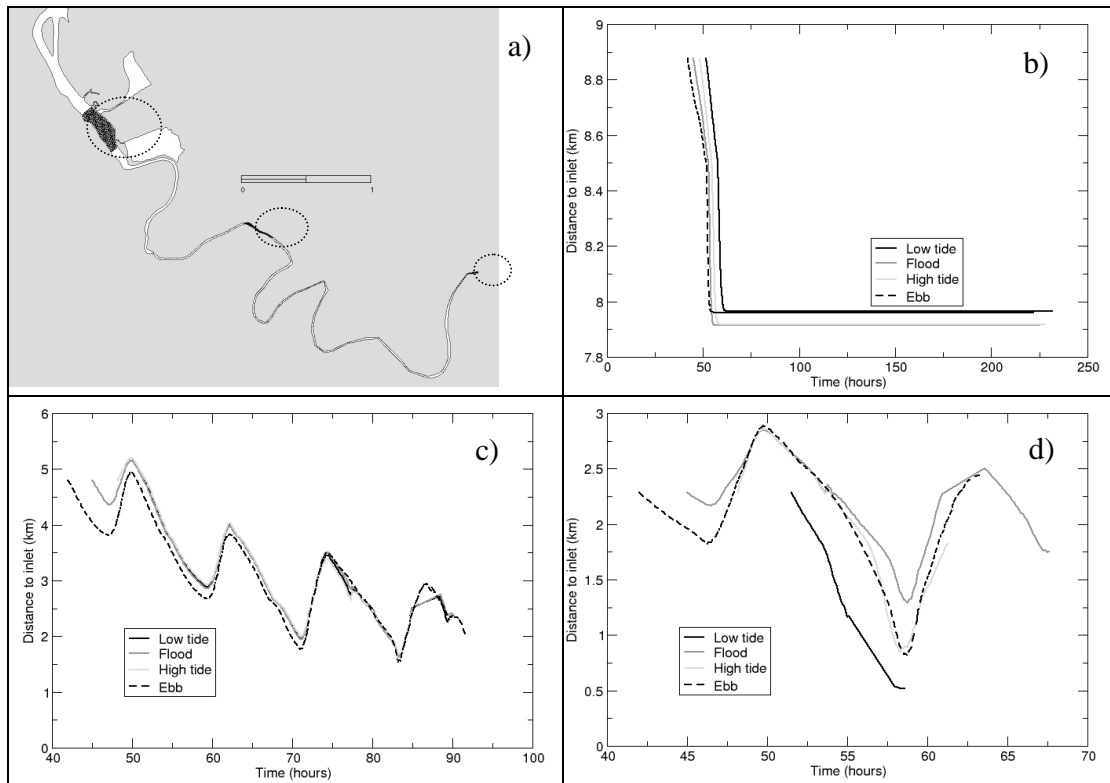 a)
0 1
b)
9
8.8
8.6
8.4
8.2
8
7.8
Distance to inlet (km)
Low tide
Flood
High tide
Ebb
0 50 100 150 200 250
Time (hours)
c)
6
5
4
3
2
1
0
Distance to inlet (km)
Low tide
Flood
High tide
Ebb
40 50 60 70 80 90 100
Time (hours)
d)
3
2.5
2
1.5
1
0.5
0
Distance to inlet (km)
Low tide
Flood
High tide
Ebb
40 45 50 55 60 65 70
Time (hours)